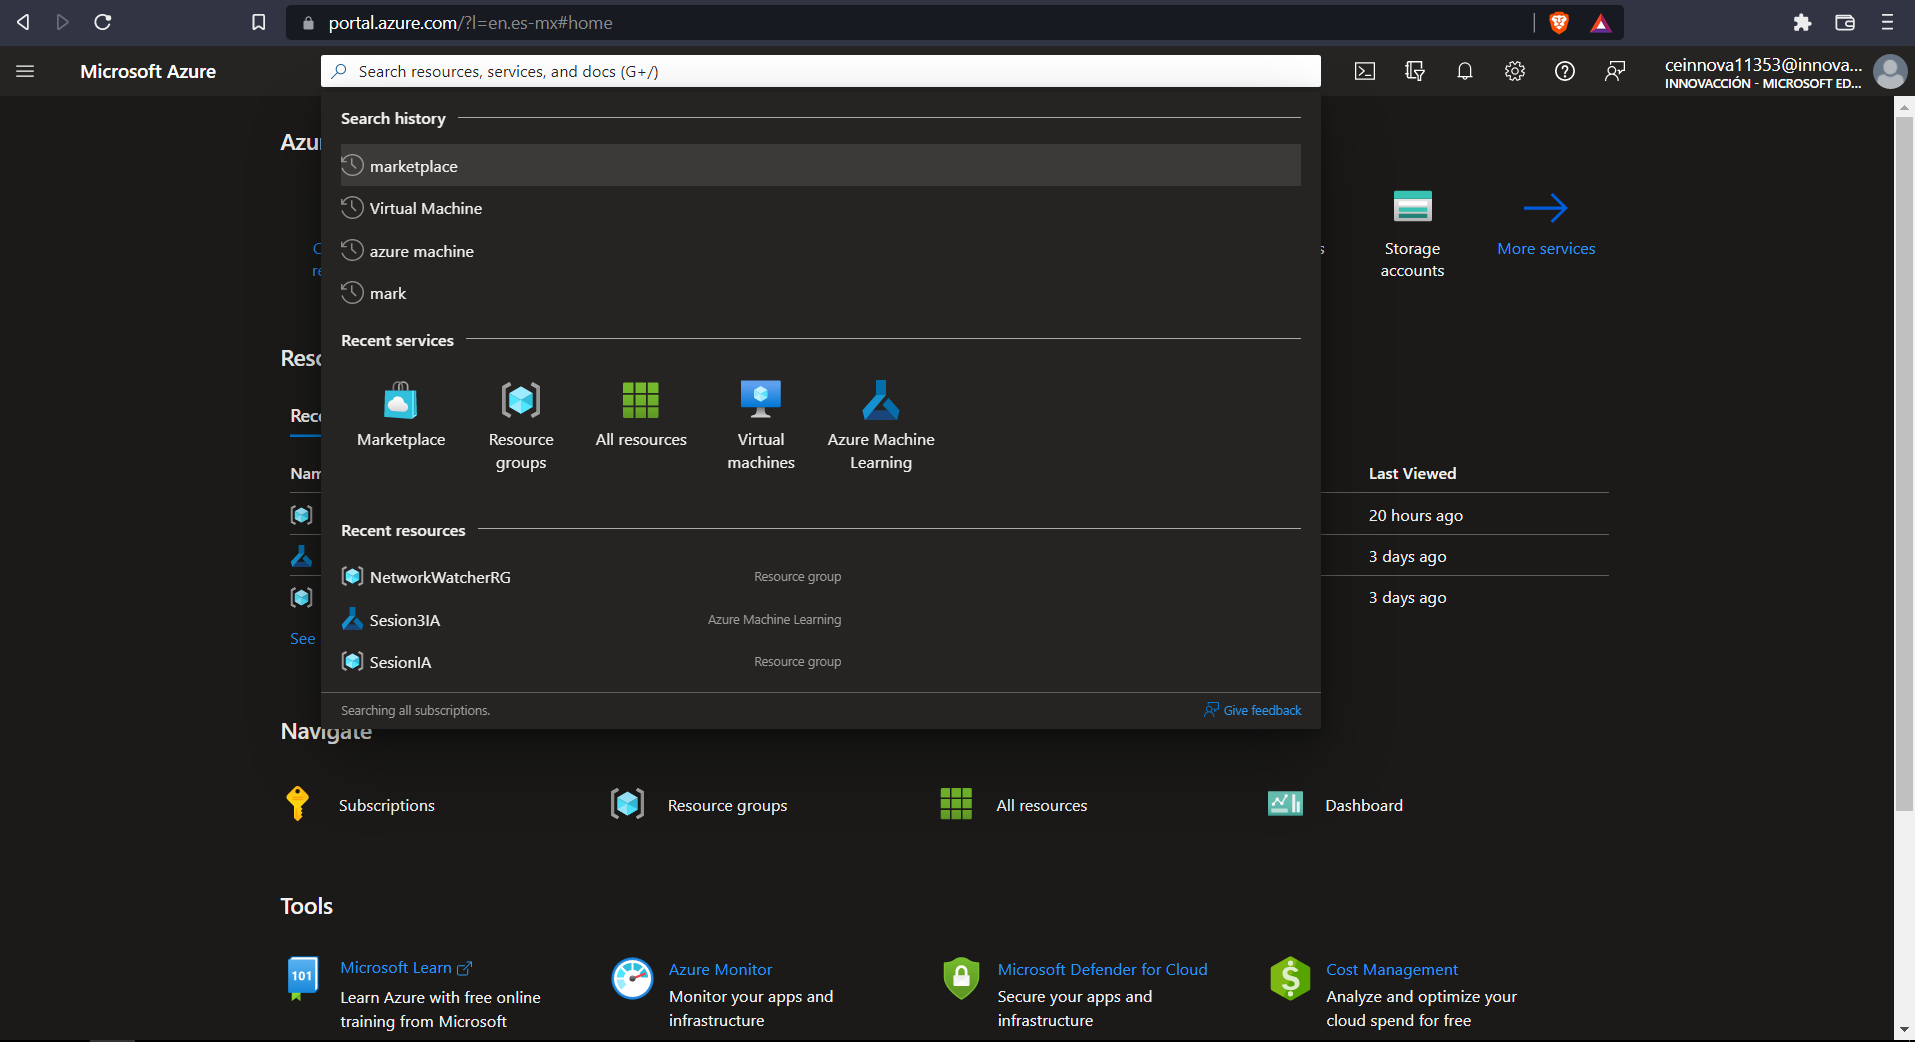 portal.azure.com/?l=en.es-mx#home
Microsoft Azure
Search resources, services, and docs (G+/)
ceinnova11353@innova...
INNOVACCIÓN - MICROSOFT ED...
Search history
marketplace
Virtual Machine
azure machine
mark
Recent services
Marketplace
Resource
groups
All resources
Virtual
machines
Azure Machine
Learning
Recent resources
NetworkWatcherRG
Resource group
Sesion3IA
Azure Machine Learning
SesionIA
Resource group
Searching all subscriptions.
Give feedback
Storage
accounts
More services
Last Viewed
20 hours ago
3 days ago
3 days ago
See
Navigate
Subscriptions
Resource groups
All resources
Dashboard
Tools
101
Microsoft Learn
Learn Azure with free online
training from Microsoft
Azure Monitor
Monitor your apps and
infrastructure
Microsoft Defender for Cloud
Secure your apps and
infrastructure
$
Cost Management
Analyze and optimize your
cloud spend for free